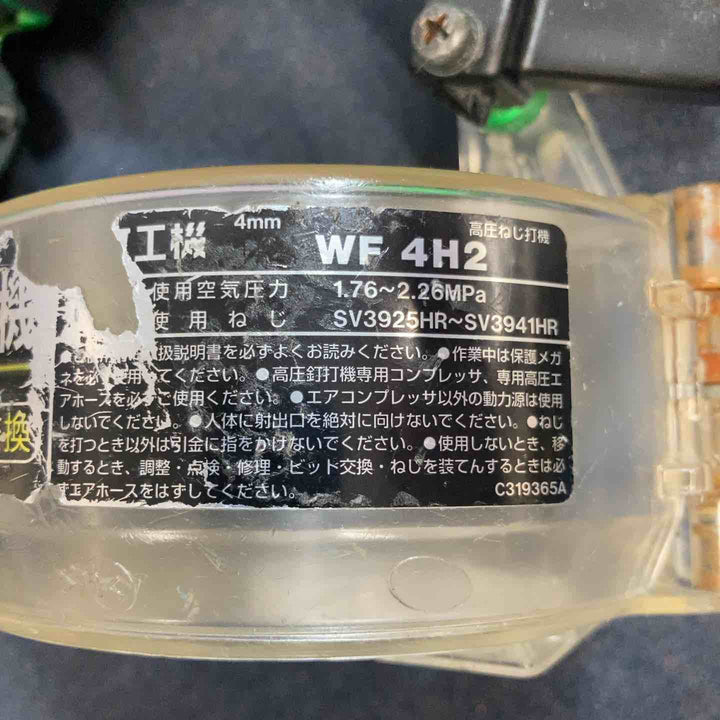 工機 4mm WF 4H2 高圧ねじ打機
使用空気圧力 1.76~2.26MPa
使用ねじ SV3925HR~SV3941HR
扱説明書を必ずよくお読みください。●作業中は保護メガ
ネを必 使用 てください。●高圧釘打機専用コンプレッサ、専用高圧エ
アホースを必 ご使用ください。●エアコンプレッサ以外の動力源は使用
しないでください。●人体に射出口を絶対に向けないでください。●ねじ
を打つとき以外は引金に指をかけないでください。●使用しないとき、移
動するとき、調整・点検・修理・ビット交換・ねじを装てんするときは必
ずエアホースをはずしてください。 C319365A
機
換